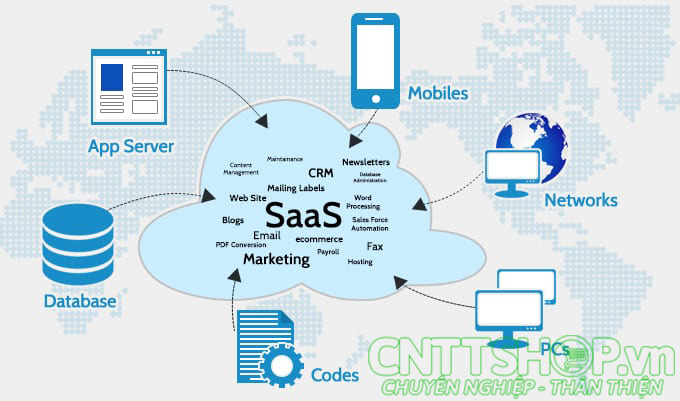 Mobiles
App Server
Content
Management
Maintainance
CRM
Newsletters
Database
Administration
Mailing Labels
Web Site
Word
Processing
Networks
SaaS
Blogs
Sales Force
Automation
Email
ecommerce
PDF Conversion
Fax
Payroll
Marketing
Hosting
Database
PCs
Codes
CNTTSHOP.vn
CHUYÊN NGHIỆP - THÂN THIỆN